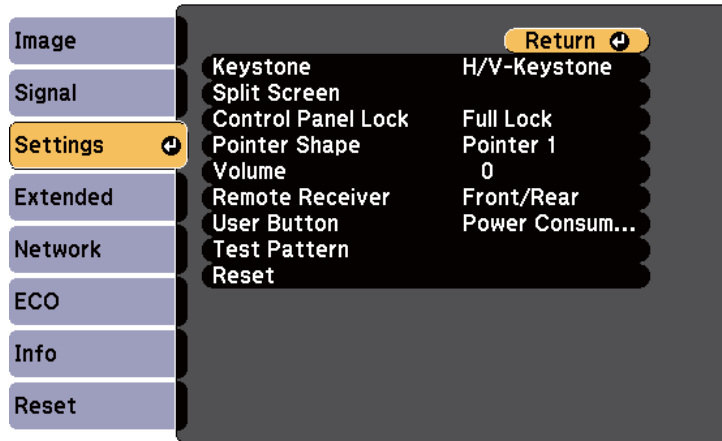 Image
Signal
Settings
Extended
Network
ECO
Info
Reset
Return
Keystone H/V-Keystone
Split Screen
Control Panel Lock Full Lock
Pointer Shape Pointer 1
Volume 0
Remote Receiver Front/Rear
User Button Power Consum...
Test Pattern
Reset